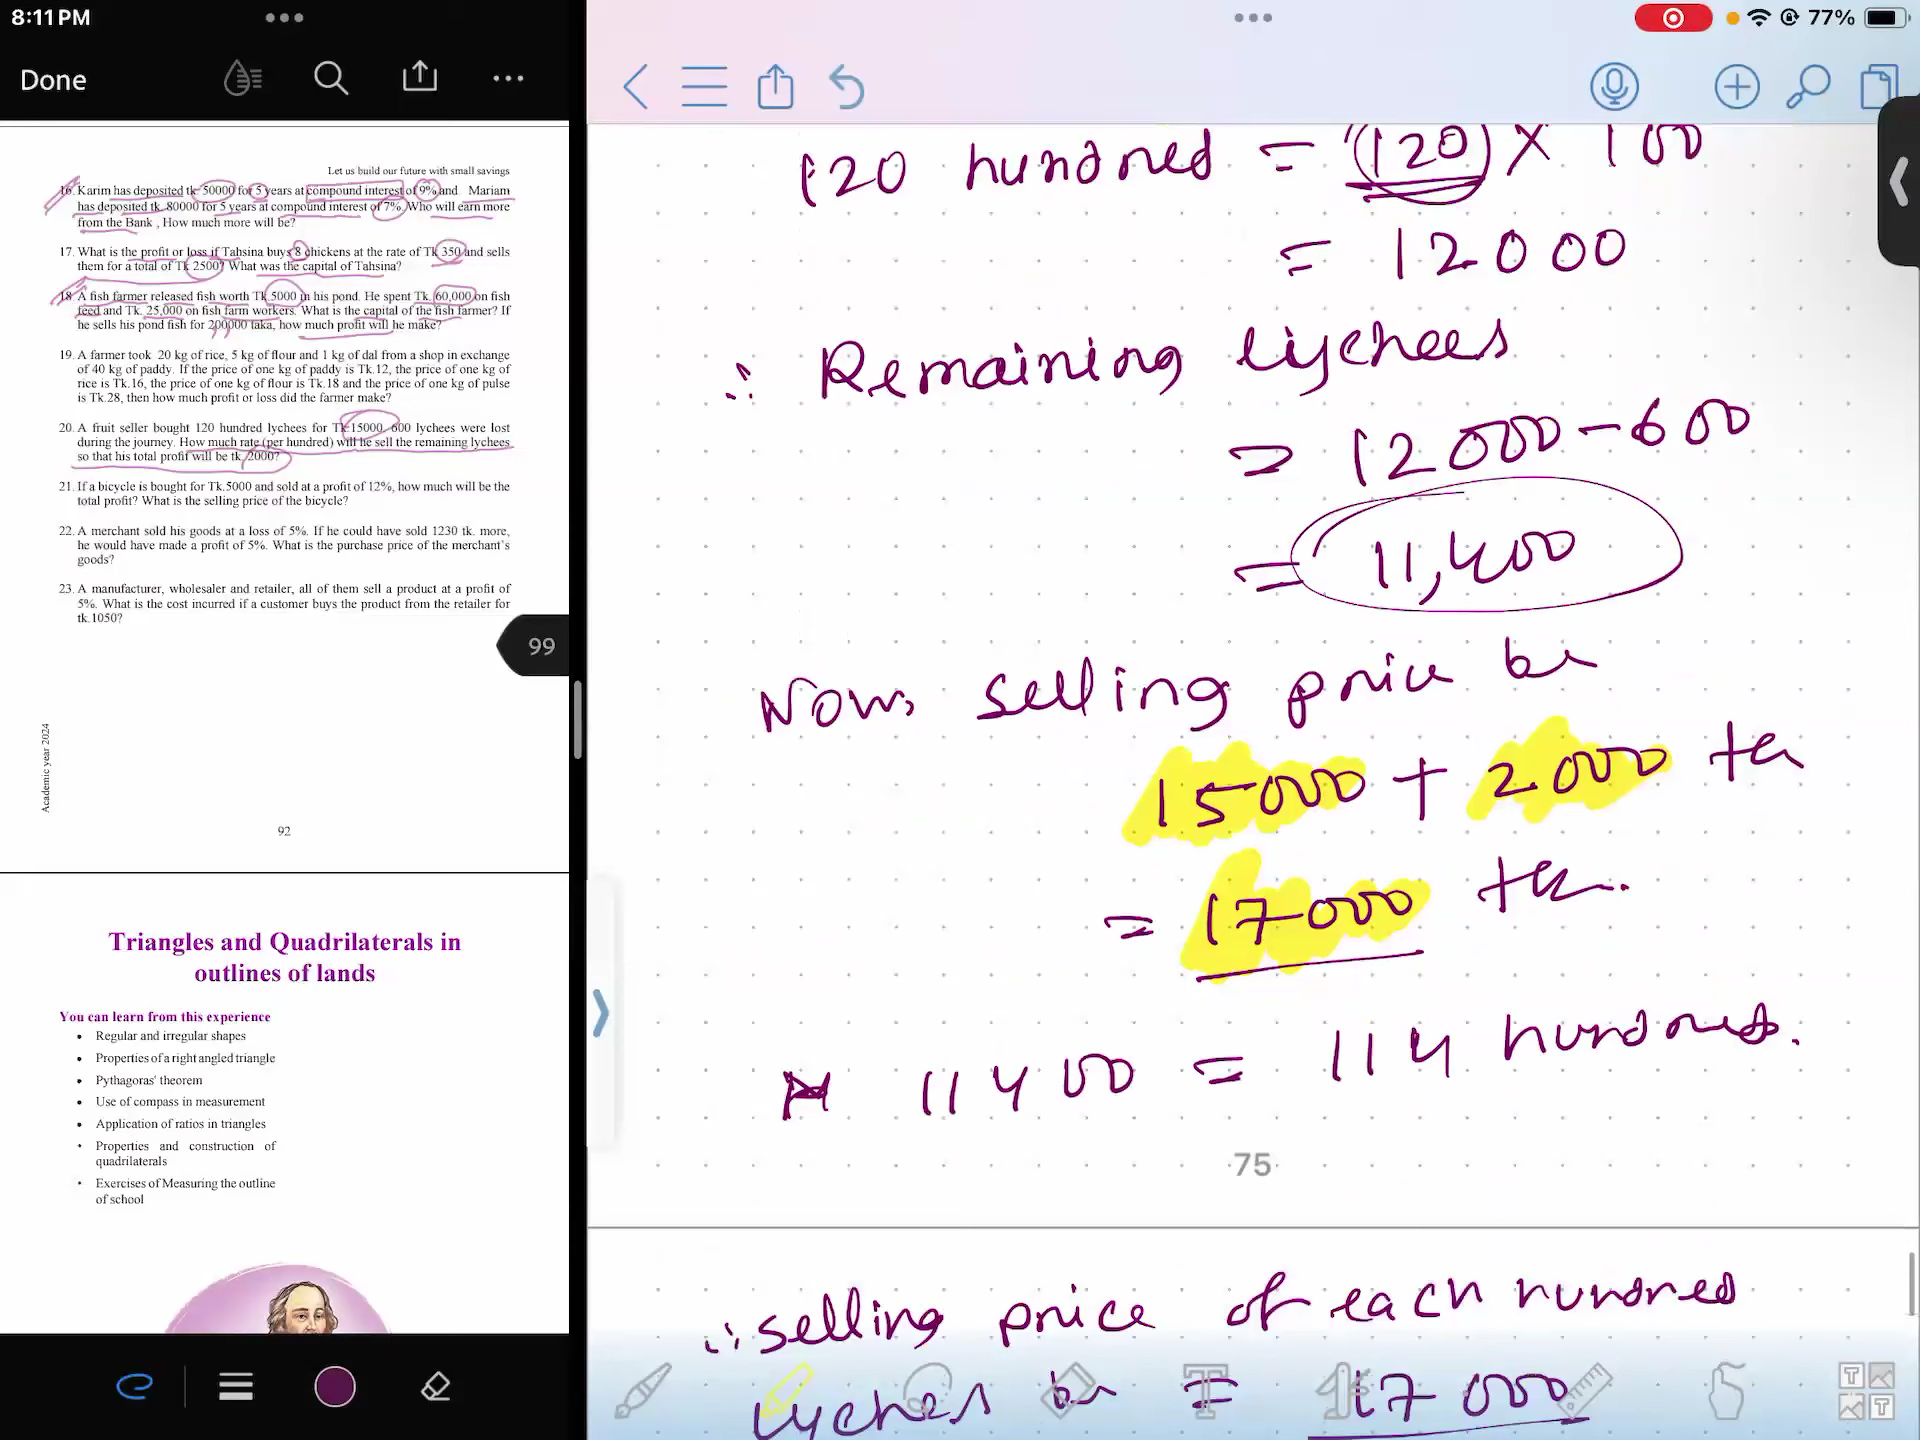 8:11 PM
77%
Done
Let us build our future with small savings
16. Karim has deposited tk. 50000 for 5 years at compound interest of 9% and Mariam
has deposited tk. 80000 for 5 years at compound interest of 7%. Who will earn more
from the Bank , How much more will be?
17. What is the profit or loss if Tahsina buys 8 chickens at the rate of Tk 350 and sells
them for a total of Tk 2500? What was the capital of Tahsina?
18. A fish farmer released fish worth Tk.5000 in his pond. He spent Tk. 60,000 on fish
feed and Tk. 25,000 on fish farm workers. What is the capital of the fish farmer? If
he sells his pond fish for 200000 taka, how much profit will he make?
19. A farmer took 20 kg of rice, 5 kg of flour and 1 kg of dal from a shop in exchange
of 40 kg of paddy. If the price of one kg of paddy is Tk.12, the price of one kg of
rice is Tk.16, the price of one kg of flour is Tk.18 and the price of one kg of pulse
is Tk.28, then how much profit or loss did the farmer make?
20. A fruit seller bought 120 hundred lychees for Tk.15000. 600 lychees were lost
during the journey. How much rate (per hundred) will he sell the remaining lychees
so that his total profit will be tk. 2000?
21. If a bicycle is bought for Tk.5000 and sold at a profit of 12%, how much will be the
total profit? What is the selling price of the bicycle?
22. A merchant sold his goods at a loss of 5%. If he could have sold 1230 tk. more,
he would have made a profit of 5%. What is the purchase price of the merchant's
goods?
23. A manufacturer, wholesaler and retailer, all of them sell a product at a profit of
5%. What is the cost incurred if a customer buys the product from the retailer for
tk.1050?
99
Academic year 2024
92
Triangles and Quadrilaterals in
outlines of lands
You can learn from this experience
• Regular and irregular shapes
• Properties of a right angled triangle
• Pythagoras' theorem
• Use of compass in measurement
• Application of ratios in triangles
• Properties and construction of
quadrilaterals
• Exercises of Measuring the outline
of school
120 hundred = 120 × 100
= 12000
∴ Remaining lychees
= 12000 - 600
= 11,400
Now, selling price be
15000 + 2000 tk
= 17000 tk.
11400 = 114 hundred.
75
∴ selling price of each hundred
lyches be = 17000